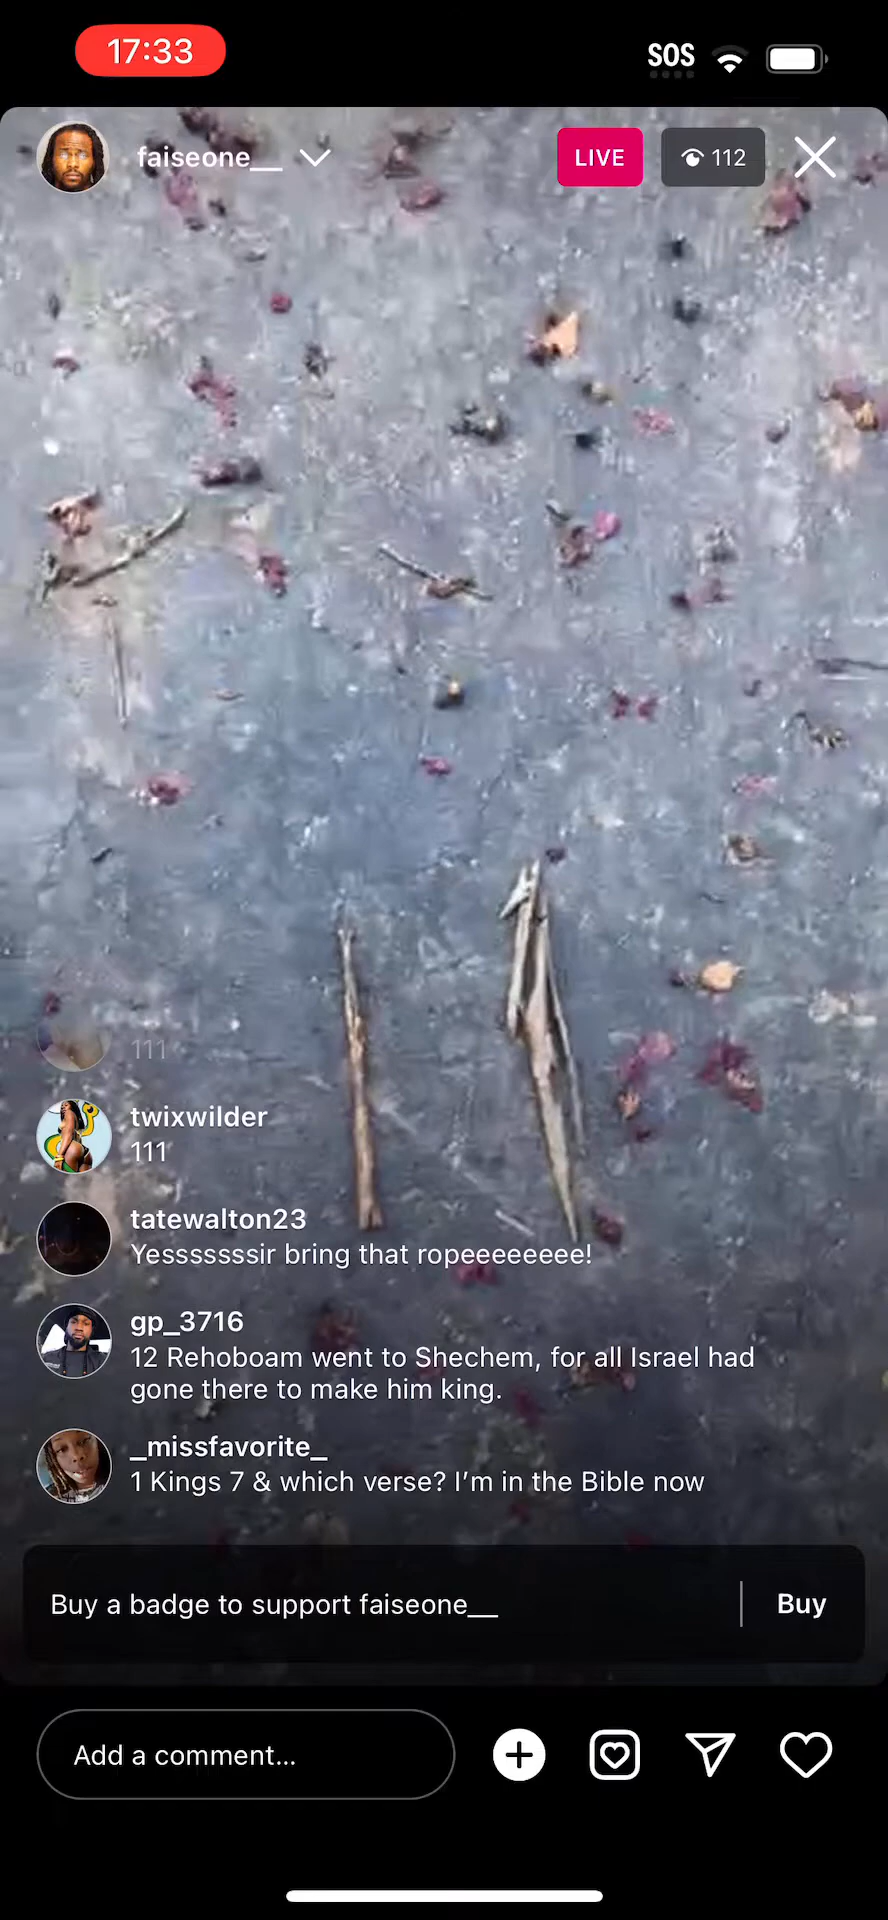 17:33
SOS
faiseone__
LIVE
112
111
twixwilder
111
tatewalton23
Yesssssssir bring that ropeeeeeeee!
gp_3716
12 Rehoboam went to Shechem, for all Israel had
gone there to make him king.
_missfavorite_
1 Kings 7 & which verse? I’m in the Bible now
Buy a badge to support faiseone__
Buy
Add a comment...